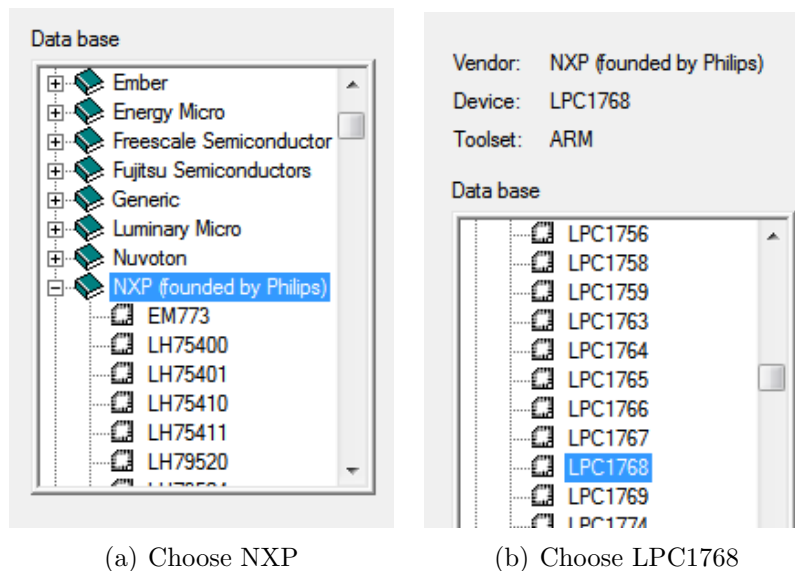 Data base
Ember
Energy Micro
Freescale Semiconductor
Fujitsu Semiconductors
Generic
Luminary Micro
Nuvoton
NXP (founded by Philips)
EM773
LH75400
LH75401
LH75410
LH75411
LH79520
(a) Choose NXP
Vendor: NXP (founded by Philips)
Device: LPC1768
Toolset: ARM
Data base
LPC1756
LPC1758
LPC1759
LPC1763
LPC1764
LPC1765
LPC1766
LPC1767
LPC1768
LPC1769
LPC1774
(b) Choose LPC1768